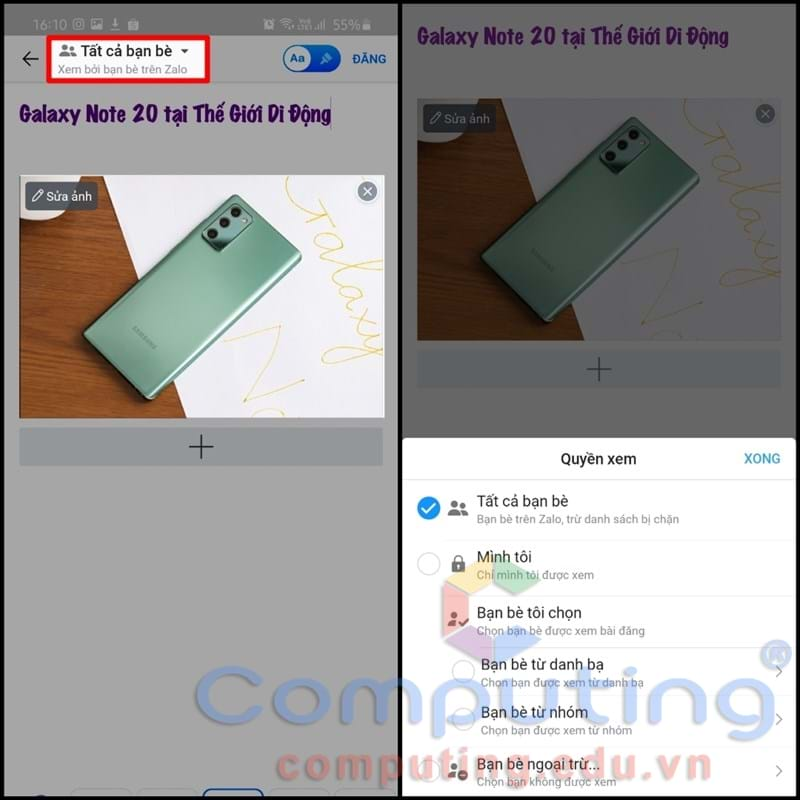 16:10
55%
Tất cả bạn bè
Xem bởi bạn bè trên Zalo
Aa
ĐĂNG
Galaxy Note 20 tại Thế Giới Di Động
Sửa ảnh
SAMSUNG
Galaxy
No
Galaxy Note 20 tại Thế Giới Di Động
Sửa ảnh
SAMSUNG
Galaxy
Quyền xem
XONG
Tất cả bạn bè
Bạn bè trên Zalo, trừ danh sách bị chặn
Mình tôi
Chỉ mình tôi được xem
Bạn bè tôi chọn
Chọn bạn bè được xem bài đăng
Bạn bè từ danh bạ
Chọn bạn được xem từ danh bạ
Bạn bè từ nhóm
Chọn bạn được xem từ nhóm
Bạn bè ngoại trừ...
Chọn bạn không được xem
Computing®
computing.edu.vn